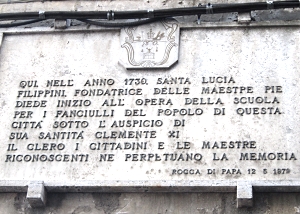 QUI NELL' ANNO 1730 SANTA LUCIA
FILIPPINI, FONDATRICE DELLE MAESTRE PIE
DIEDE INIZIO ALL' OPERA DELLA SCUOLA
PER I FANCIULLI DEL POPOLO DI QUESTA
CITTÀ SOTTO L'AUSPICIO DI
SUA SANTITÀ CLEMENTE XI
IL CLERO I CITTADINI E LE MAESTRE
RICONOSCENTI NE PERPETUANO LA MEMORIA
ROCCA DI PAPA 12 5 1979